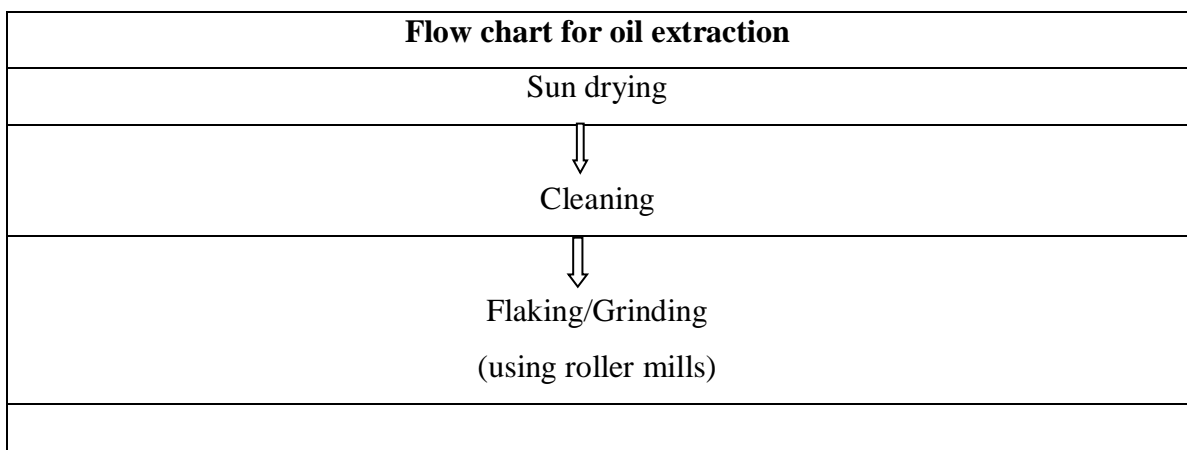 Flow chart for oil extraction
Sun drying
Cleaning
Flaking/Grinding
(using roller mills)